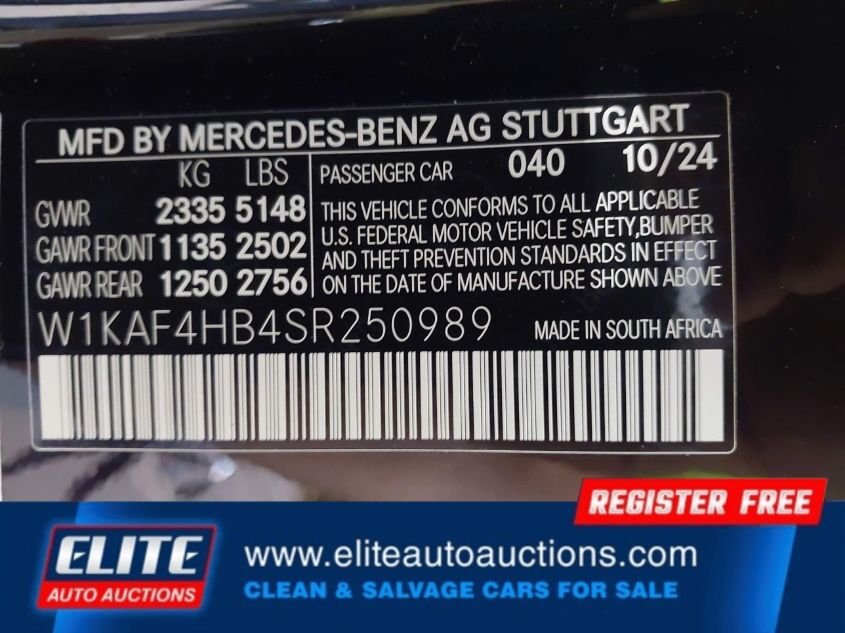 MFD BY MERCEDES-BENZ AG STUTTGART
KG LBS PASSENGER CAR 040 10/24
GVWR 2335 5148
GAWR FRONT 1135 2502
GAWR REAR 1250 2756
THIS VEHICLE CONFORMS TO ALL APPLICABLE
U.S. FEDERAL MOTOR VEHICLE SAFETY,BUMPER
AND THEFT PREVENTION STANDARDS IN EFFECT
ON THE DATE OF MANUFACTURE SHOWN ABOVE
W1KAF4HB4SR250989 MADE IN SOUTH AFRICA
REGISTER FREE
ELITE
AUTO AUCTIONS
www.eliteautoauctions.com
CLEAN & SALVAGE CARS FOR SALE